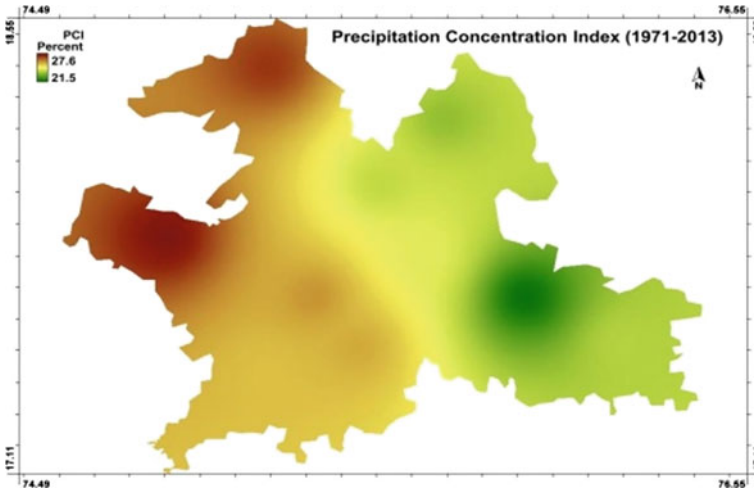 74.49
76.55
18.55
PCI
Percent
27.6
21.5
Precipitation Concentration Index (1971-2013)
N
17.11
74.49
76.55